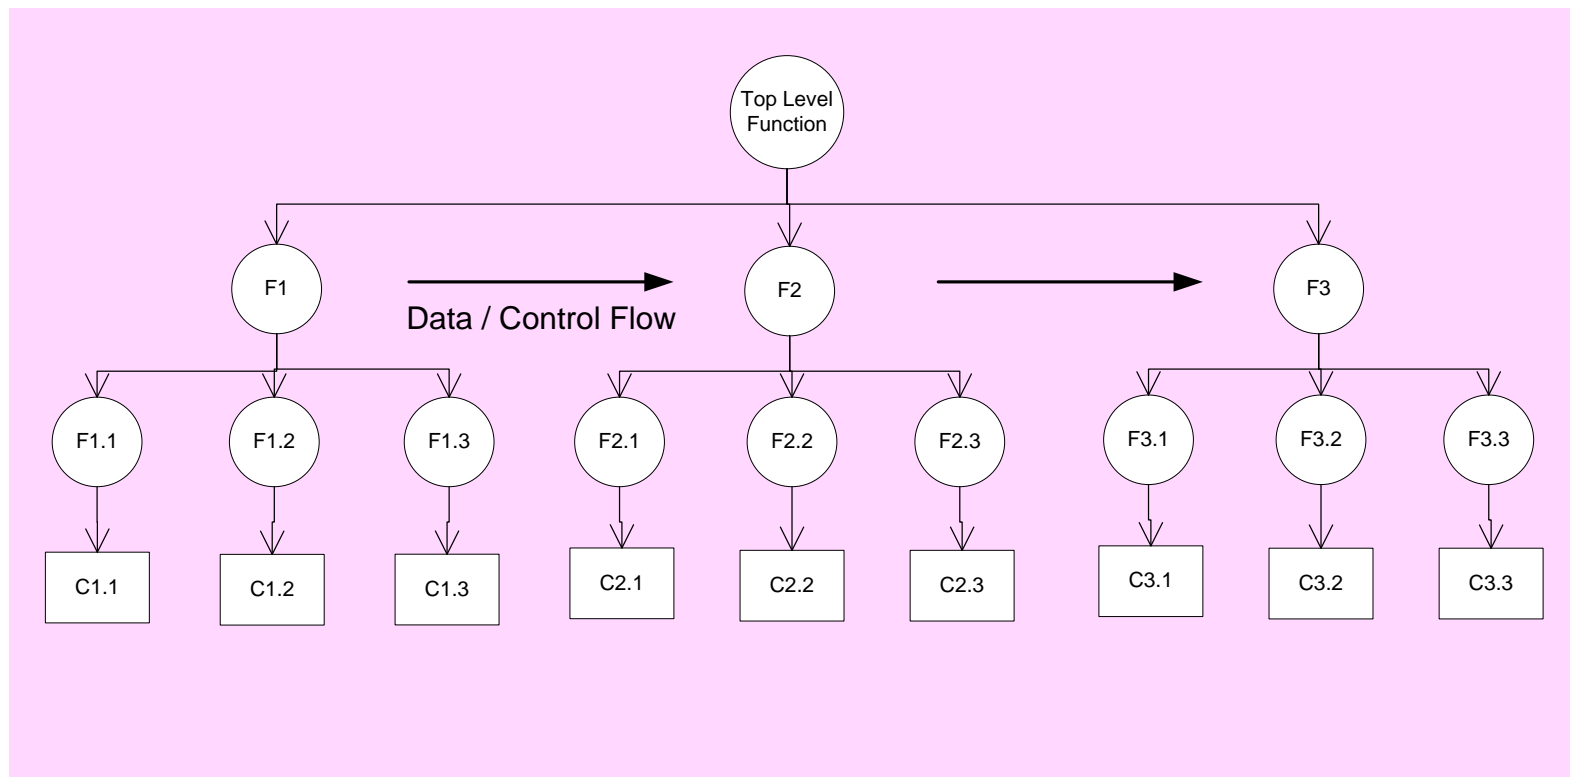 Top Level
Function
F1
F2
F3
Data / Control Flow
F1.1
F1.2
F1.3
F2.1
F2.2
F2.3
F3.1
F3.2
F3.3
C1.1
C1.2
C1.3
C2.1
C2.2
C2.3
C3.1
C3.2
C3.3